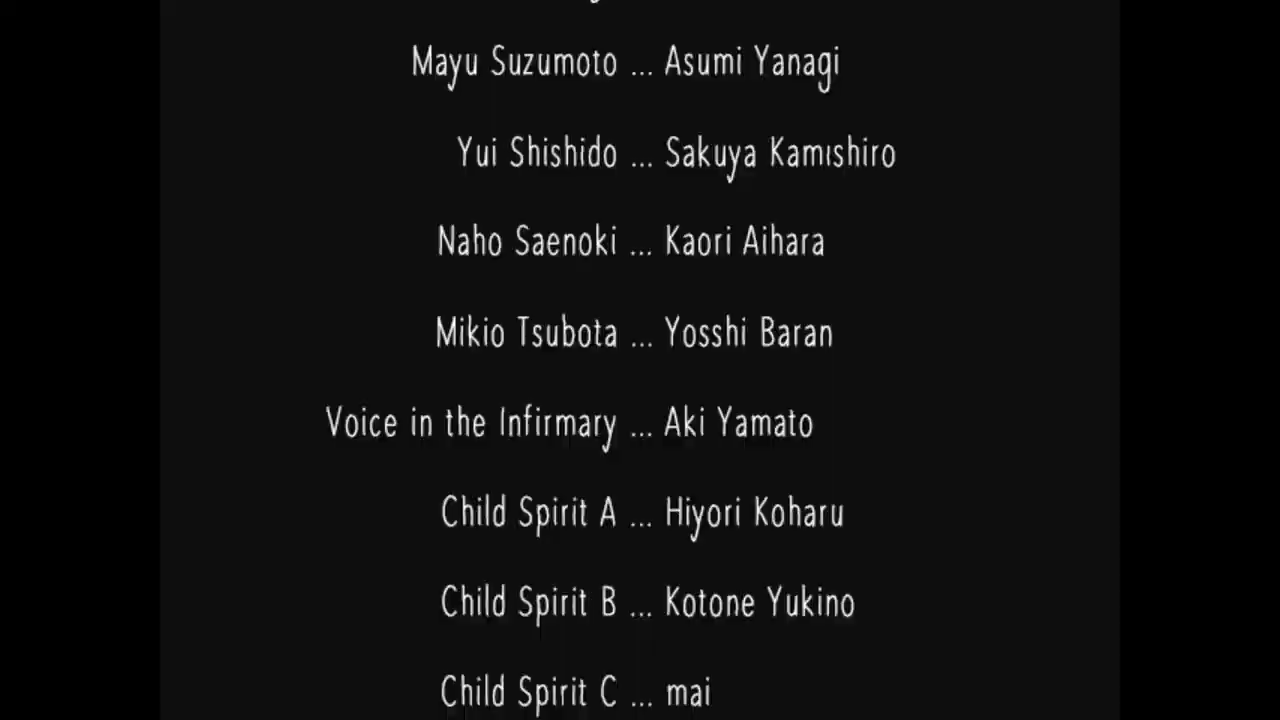 Mayu Suzumoto ... Asumi Yanagi
Yui Shishido ... Sakuya Kamishiro
Naho Saenoki ... Kaori Aihara
Mikio Tsubota ... Yosshi Baran
Voice in the Infirmary ... Aki Yamato
Child Spirit A ... Hiyori Koharu
Child Spirit B ... Kotone Yukino
Child Spirit C ... mai